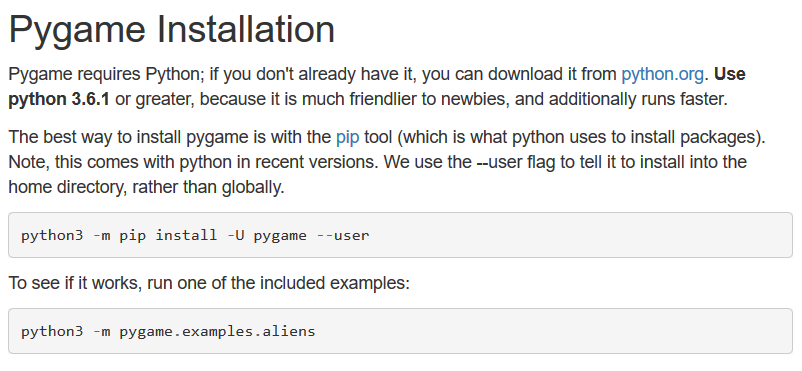 Pygame Installation
Pygame requires Python; if you don't already have it, you can download it from python.org. Use
python 3.6.1 or greater, because it is much friendlier to newbies, and additionally runs faster.
The best way to install pygame is with the pip tool (which is what python uses to install packages).
Note, this comes with python in recent versions. We use the --user flag to tell it to install into the
home directory, rather than globally.
python3 -m pip install -U pygame --user
To see if it works, run one of the included examples:
python3 -m pygame.examples.aliens